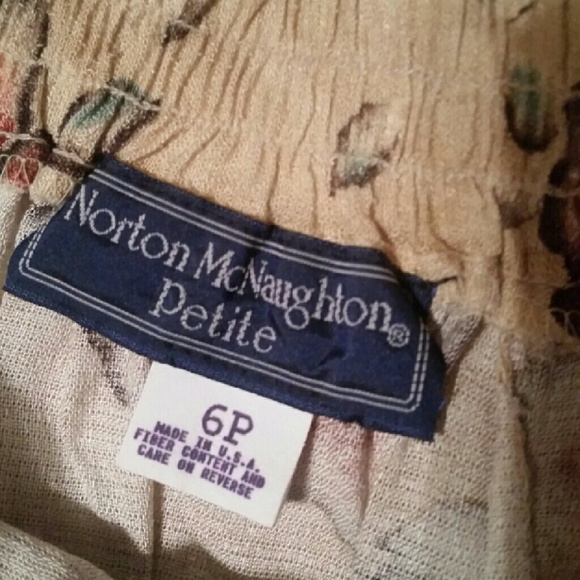 Norton McNaughton®
Petite
6P
MADE IN U.S.A.
FIBER CONTENT AND
CARE ON REVERSE